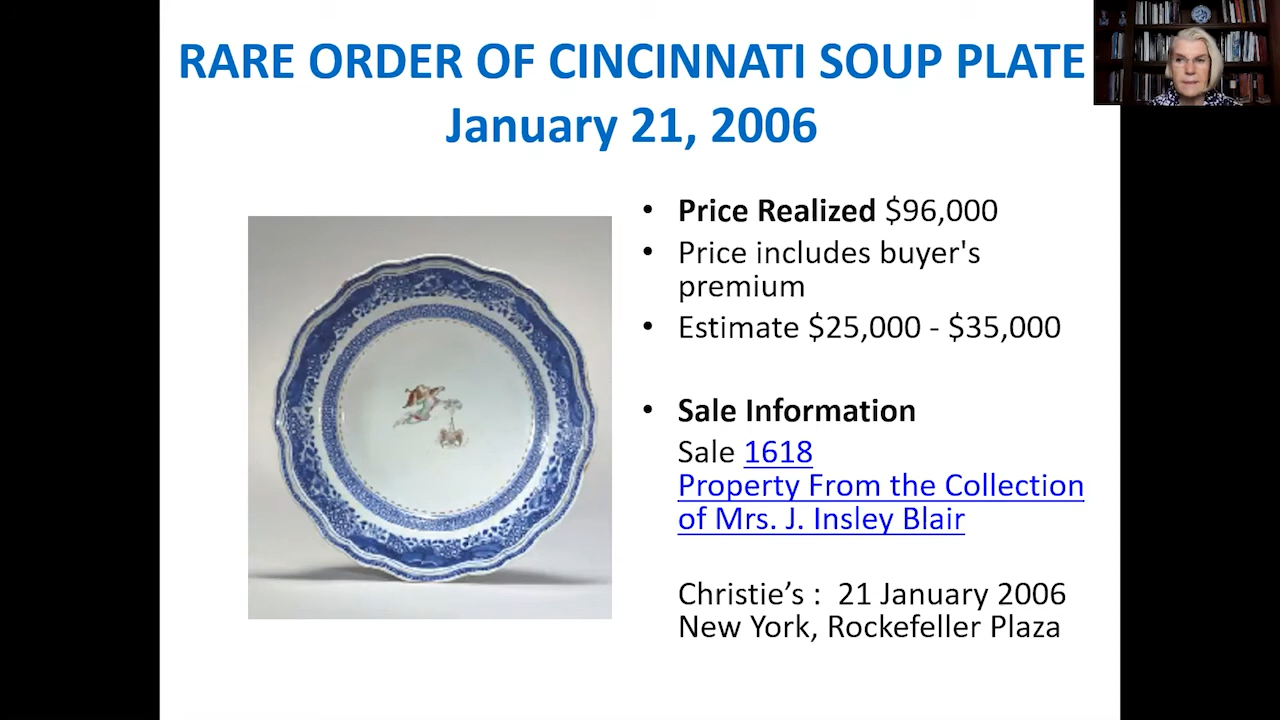 RARE ORDER OF CINCINNATI SOUP PLATE
January 21, 2006
• Price Realized $96,000
• Price includes buyer's
premium
• Estimate $25,000 - $35,000
• Sale Information
Sale 1618
Property From the Collection
of Mrs. J. Insley Blair
Christie’s : 21 January 2006
New York, Rockefeller Plaza